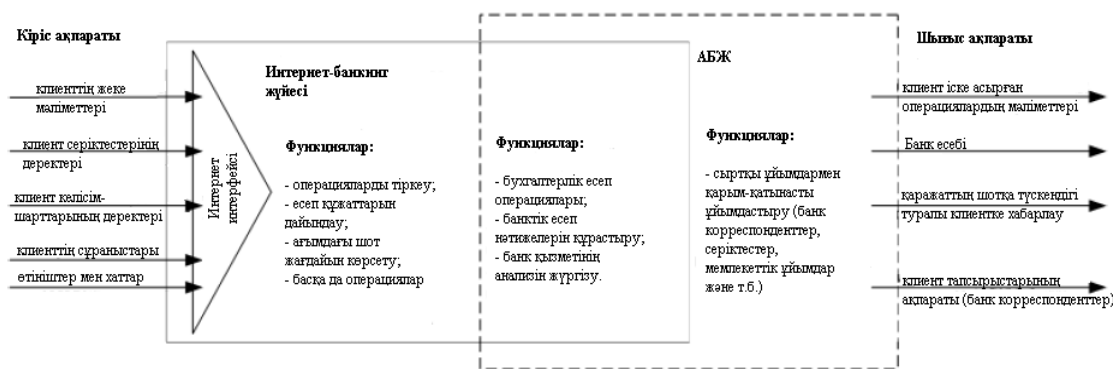 Кіріс ақпараты
клиенттің жеке
мәліметтері
клиент серіктестерінің
деректері
клиент келісім-
шарттарының деректері
клиенттің сұраныстары
өтініштер мен хаттар
Интернет
интерфейсі
Интернет-банкинг
жүйесі
Функциялар:
- операцияларды тіркеу;
- есеп құжаттарын
дайындау;
- ағымдағы шот
жағдайын көрсету;
- басқа да операциялар
Функциялар:
- бухгалтерлік есеп
операциялары;
- банктік есеп
нәтижелерін құрастыру;
- банк қызметінің
анализін жүргізу.
АБЖ
Функциялар:
- сыртқы ұйымдармен
қарым-қатынасты
ұйымдастыру (банк
корреспонденттер,
серіктестер,
мемлекеттік ұйымдар
және т.б.)
Шығыс ақпараты
клиент іске асырған
операциялардың мәліметтері
Банк есебі
қаражаттың шотқа түскендігі
туралы клиентке хабарлау
клиент тапсырыстарының
ақпараты (банк корреспонденттер)